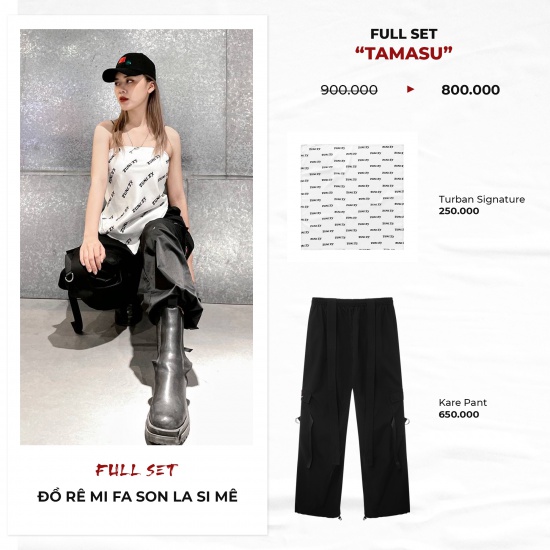 FULL SET
“TAMASU”
900.000
800.000
Turban Signature
250.000
Kare Pant
650.000
FULL SET
ĐỒ RÊ MI FA SON LA SI MÊ